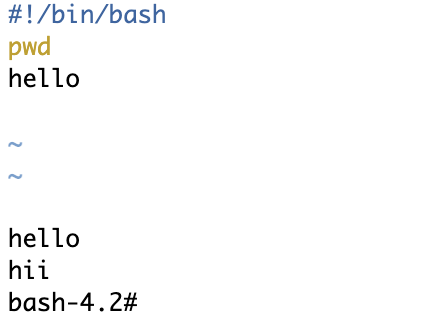 #!/bin/bash
pwd
hello
~
~
hello
hii
bash-4.2#